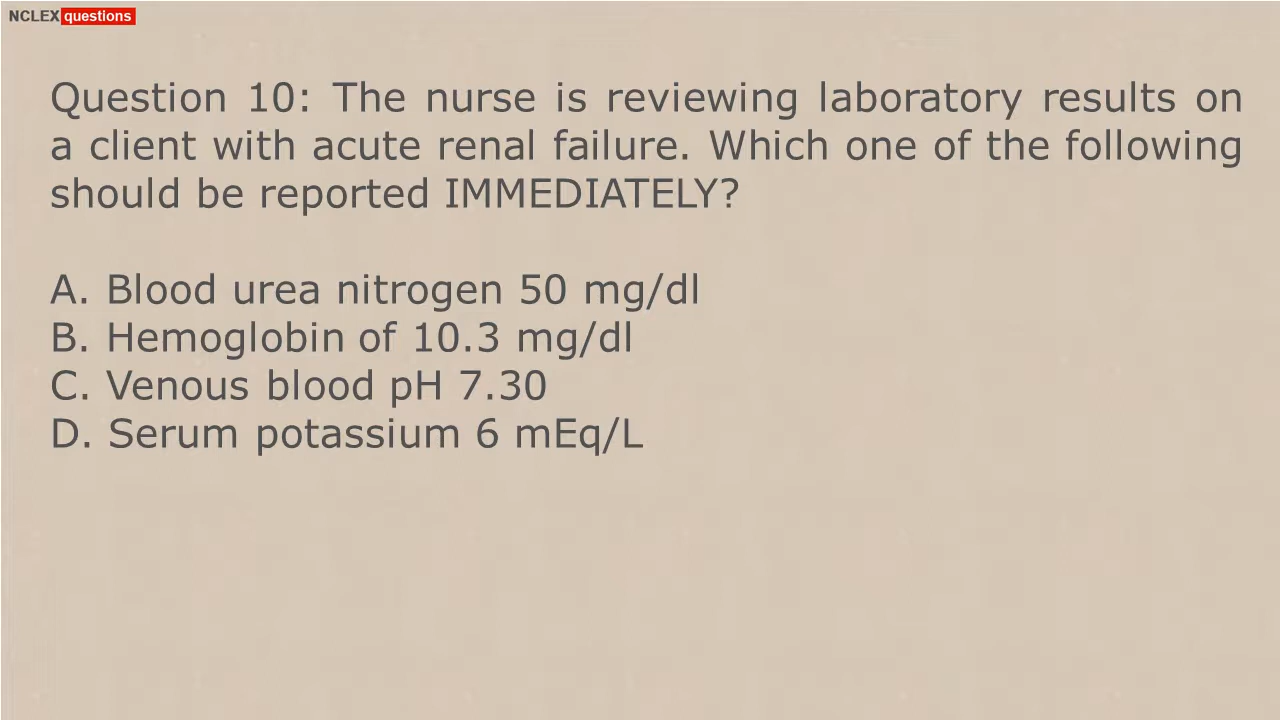 NCLEX questions
Question 10: The nurse is reviewing laboratory results on
a client with acute renal failure. Which one of the following
should be reported IMMEDIATELY?
A. Blood urea nitrogen 50 mg/dl
B. Hemoglobin of 10.3 mg/dl
C. Venous blood pH 7.30
D. Serum potassium 6 mEq/L